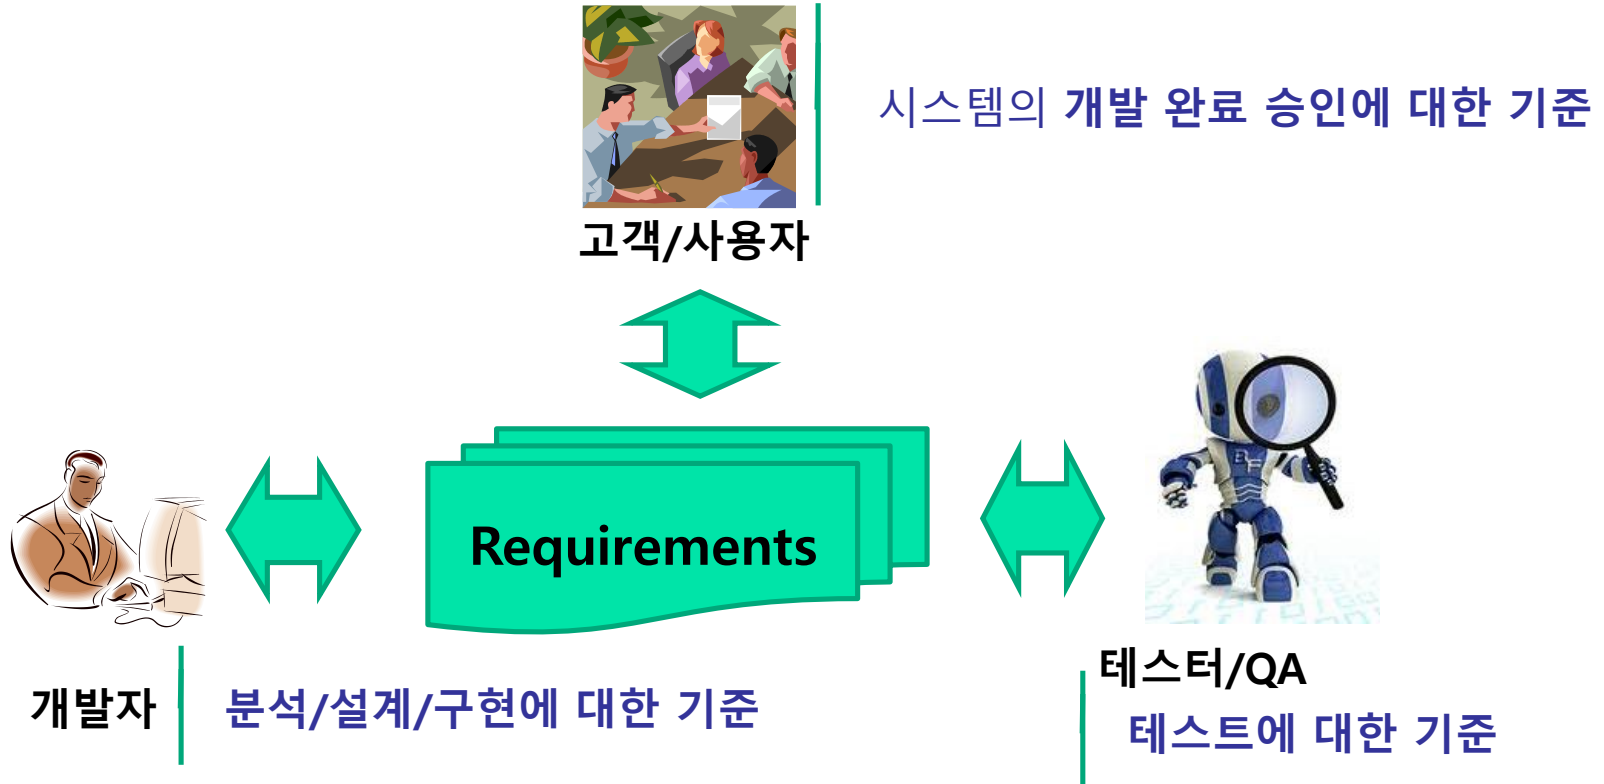 시스템의 개발 완료 승인에 대한 기준
고객/사용자
BF
Requirements
테스터/QA
개발자
분석/설계/구현에 대한 기준
테스트에 대한 기준